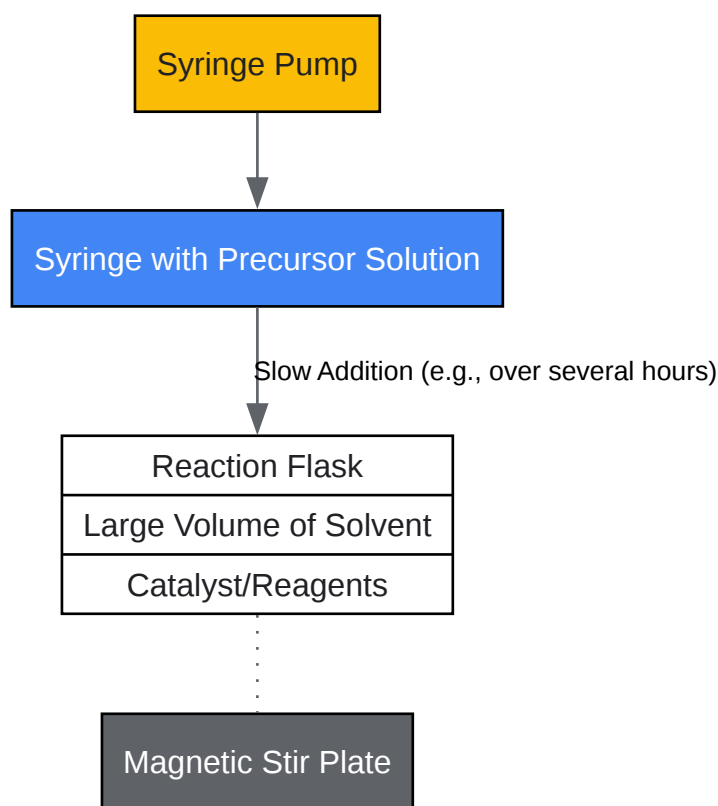 Syringe Pump
Syringe with Precursor Solution
Slow Addition (e.g., over several hours)
Reaction Flask
Large Volume of Solvent
Catalyst/Reagents
Magnetic Stir Plate